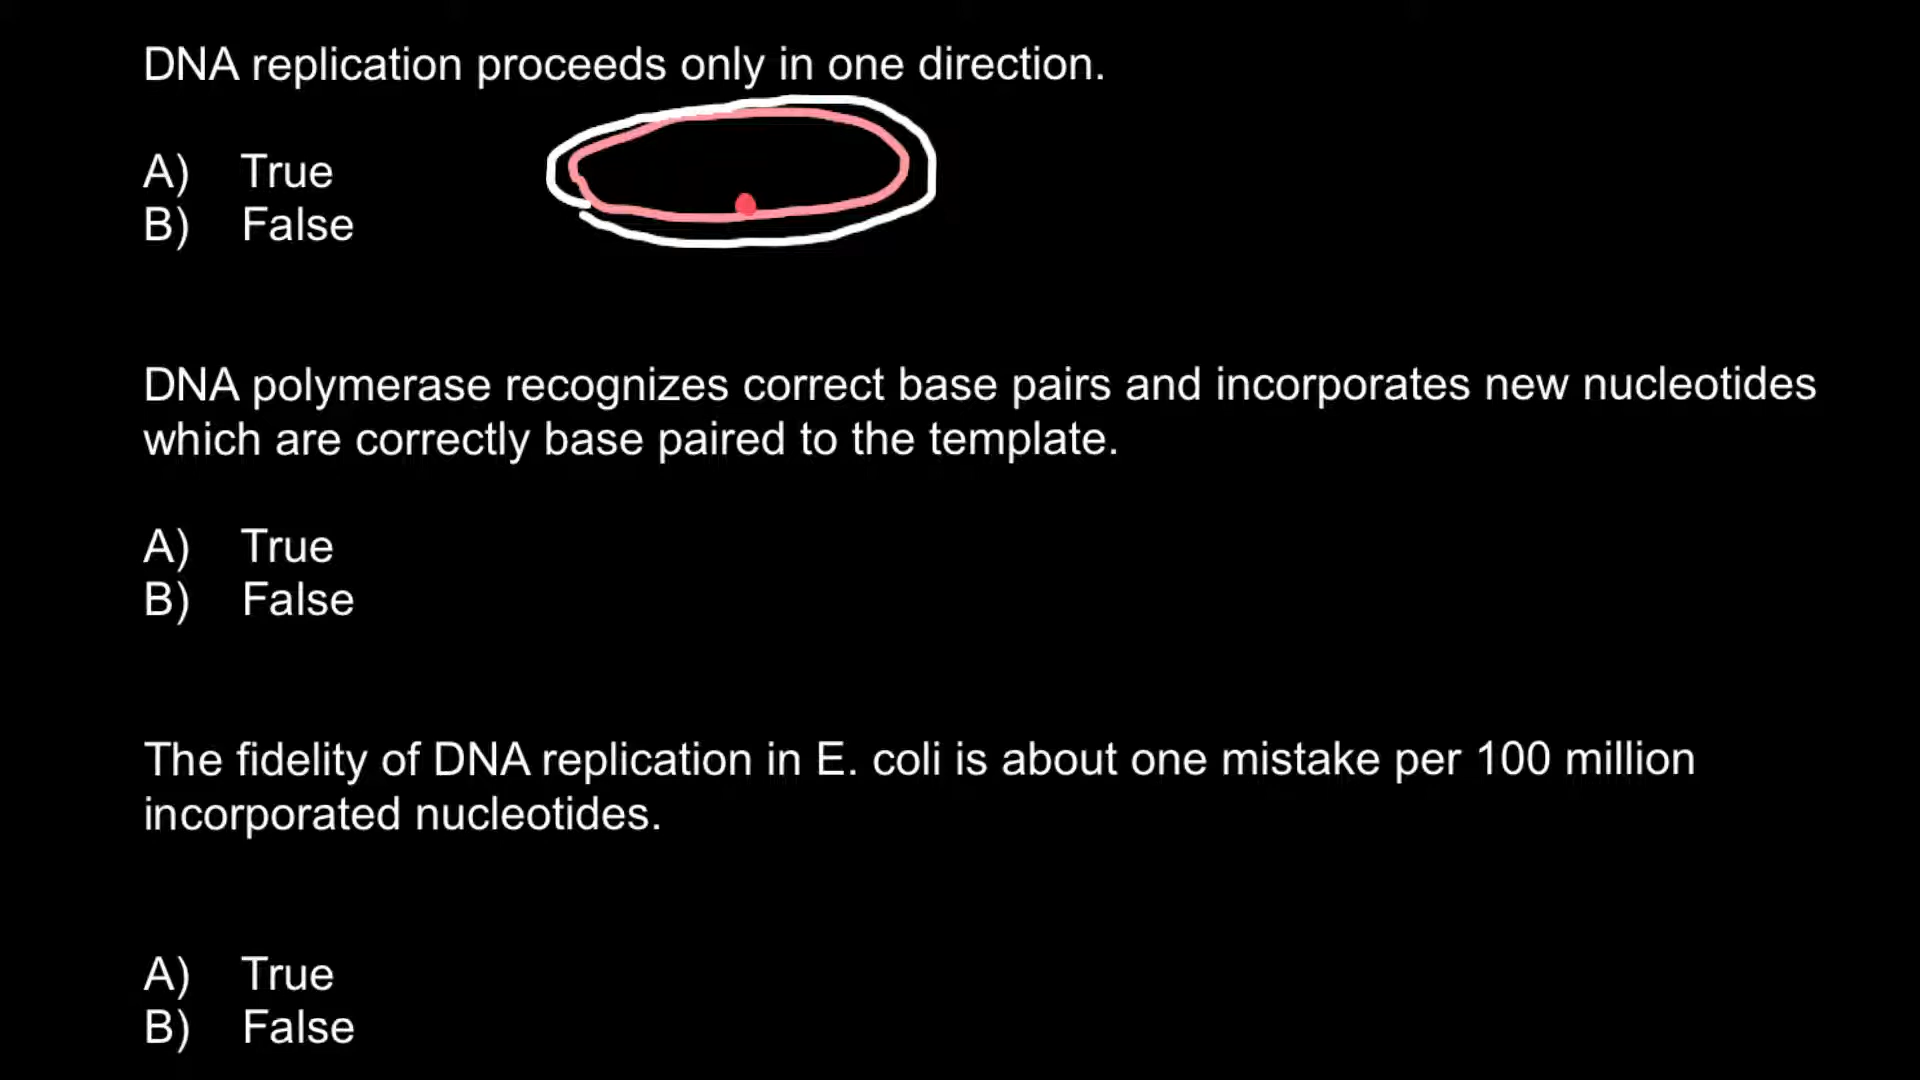 DNA replication proceeds only in one direction.
A) True
B) False
DNA polymerase recognizes correct base pairs and incorporates new nucleotides
which are correctly base paired to the template.
A) True
B) False
The fidelity of DNA replication in E. coli is about one mistake per 100 million
incorporated nucleotides.
A) True
B) False